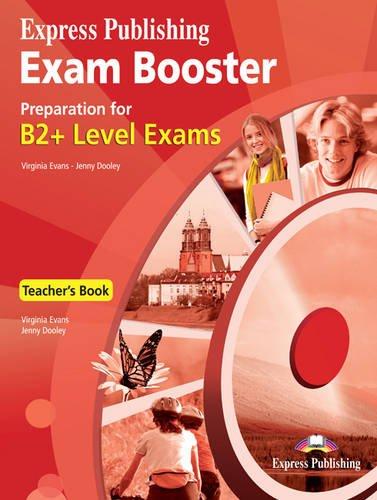 Express Publishing
Exam Booster
Preparation for
B2+ Level Exams
Virginia Evans - Jenny Dooley
Teacher's Book
Virginia Evans
Jenny Dooley
Express Publishing